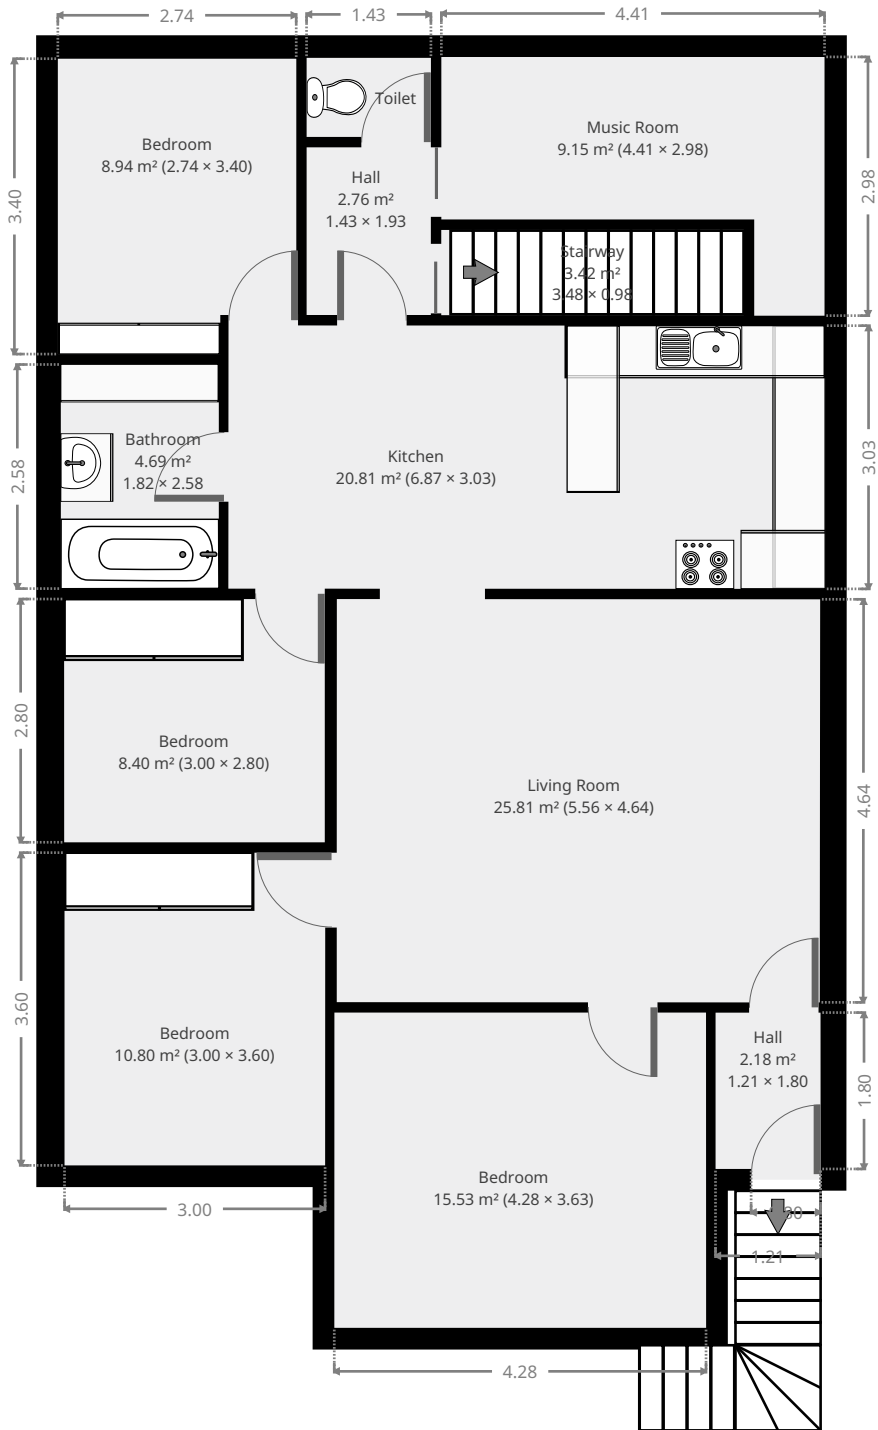 2.74
1.43
4.41
Toilet
Bedroom
8.94 m² (2.74 × 3.40)
Music Room
9.15 m² (4.41 × 2.98)
Hall
2.76 m²
1.43 × 1.93
3.40
2.98
Stairway
3.42 m²
3.48 × 0.98
Bathroom
4.69 m²
1.82 × 2.58
Kitchen
20.81 m² (6.87 × 3.03)
2.58
3.03
Bedroom
8.40 m² (3.00 × 2.80)
2.80
Living Room
25.81 m² (5.56 × 4.64)
4.64
Bedroom
10.80 m² (3.00 × 3.60)
3.60
Hall
2.18 m²
1.21 × 1.80
1.80
Bedroom
15.53 m² (4.28 × 3.63)
3.00
1.21
4.28